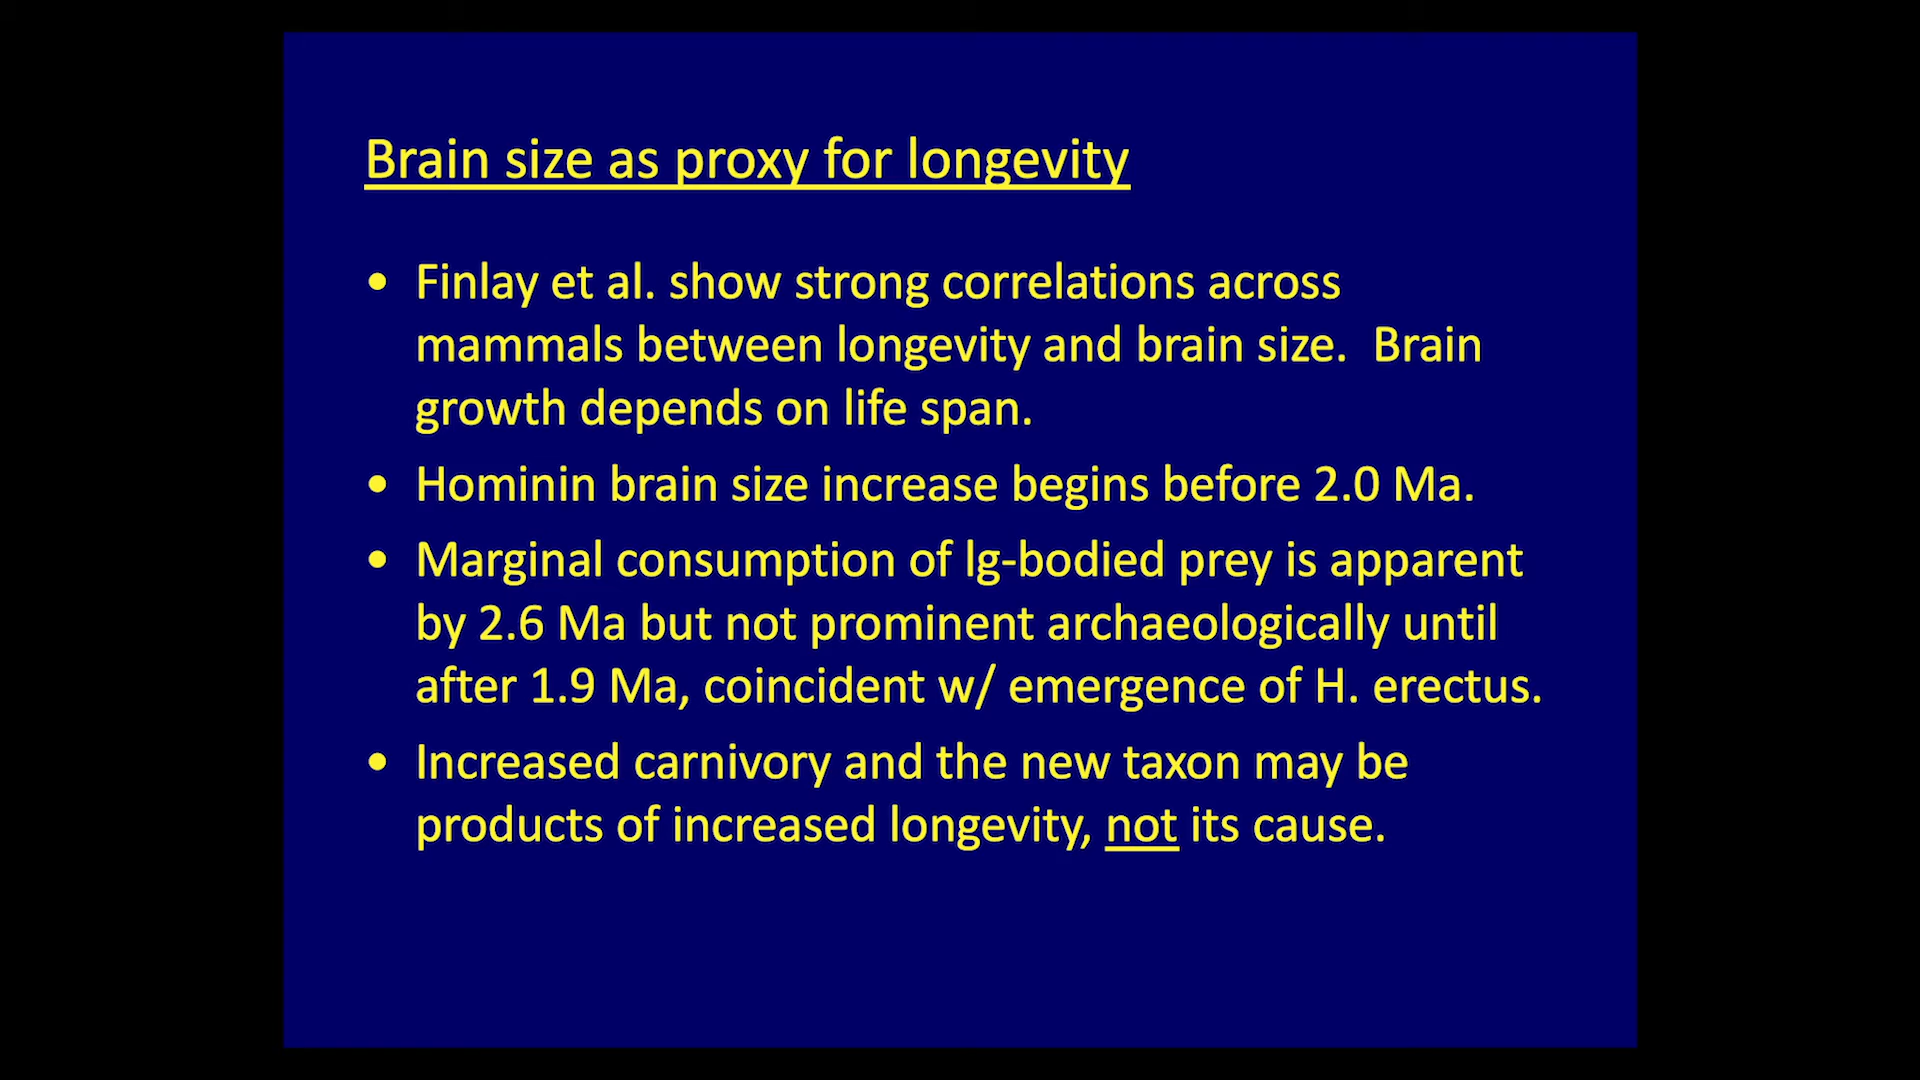 Brain size as proxy for longevity
• Finlay et al. show strong correlations across
mammals between longevity and brain size.  Brain
growth depends on life span.
• Hominin brain size increase begins before 2.0 Ma.
• Marginal consumption of lg-bodied prey is apparent
by 2.6 Ma but not prominent archaeologically until
after 1.9 Ma, coincident w/ emergence of H. erectus.
• Increased carnivory and the new taxon may be
products of increased longevity, not its cause.